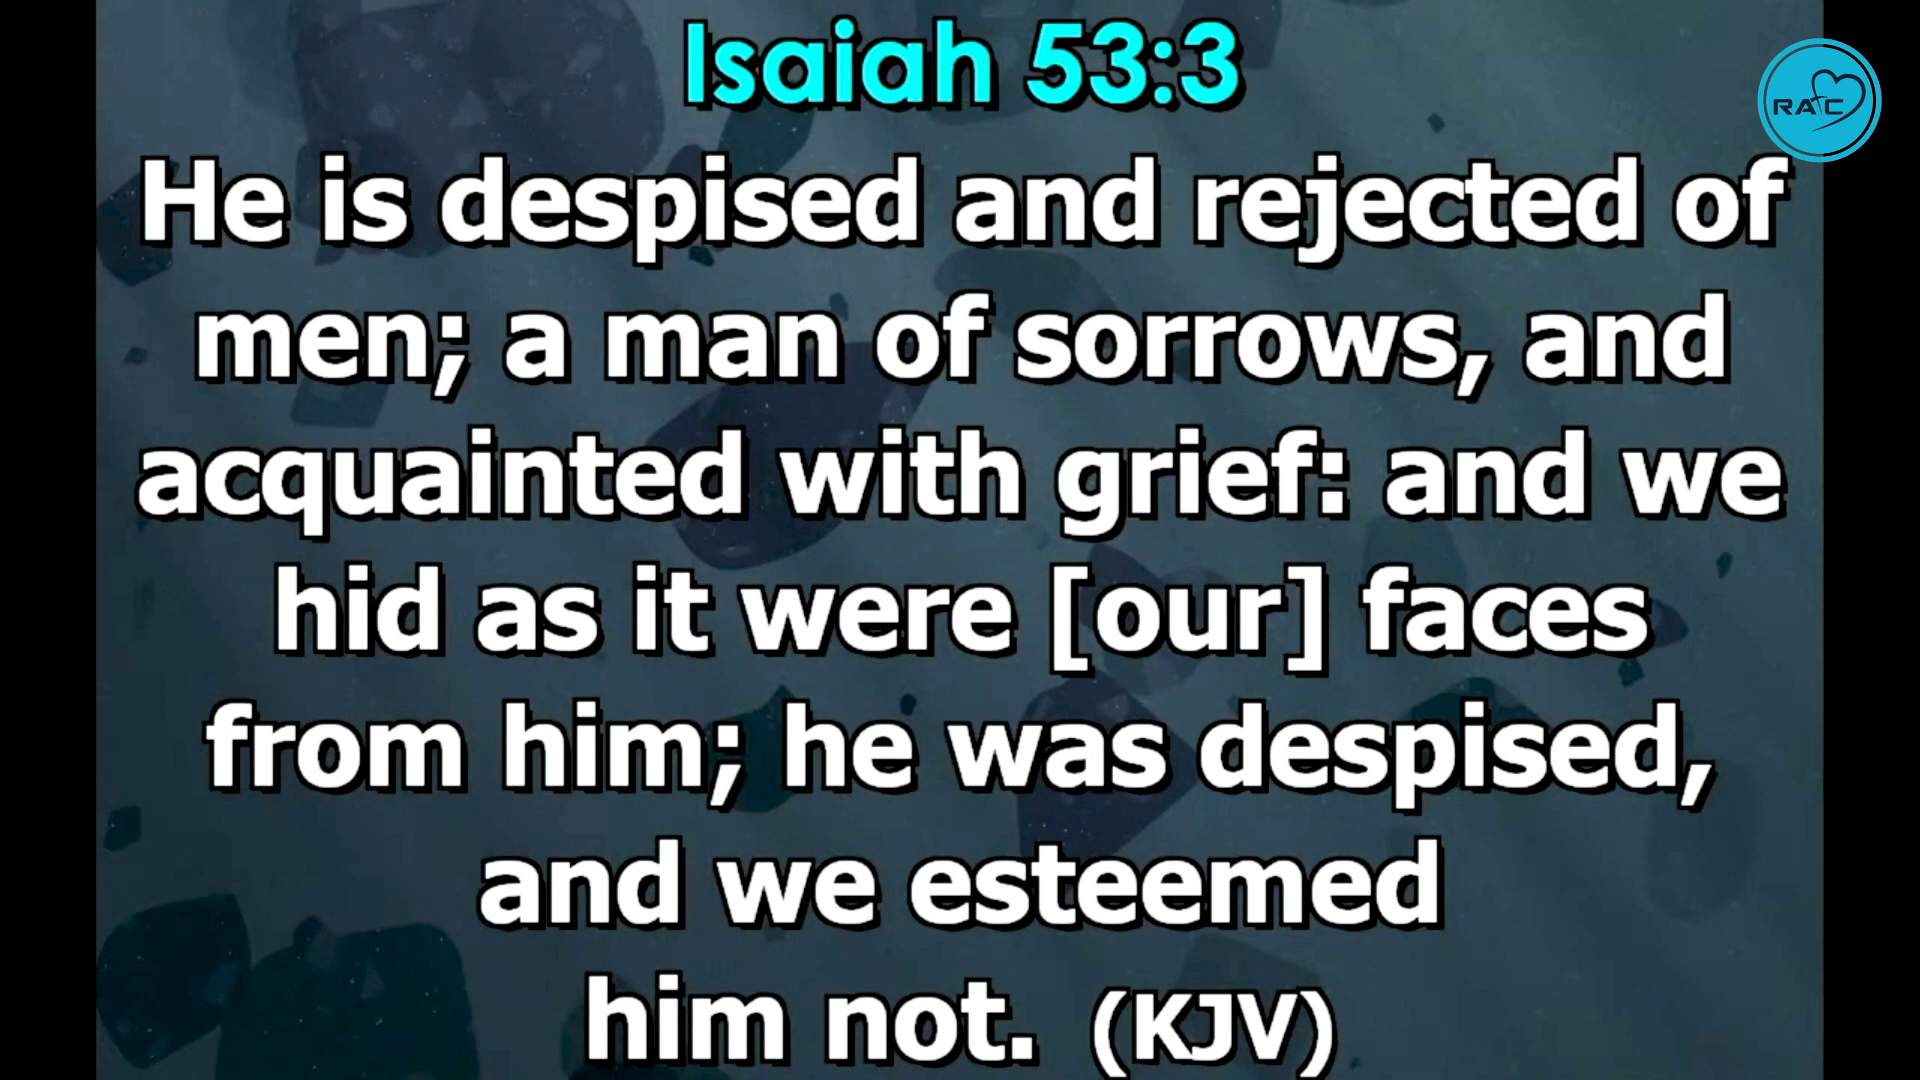 Isaiah 53:3
RAFC
He is despised and rejected of
men; a man of sorrows, and
acquainted with grief: and we
hid as it were [our] faces
from him; he was despised,
and we esteemed
him not. (KJV)